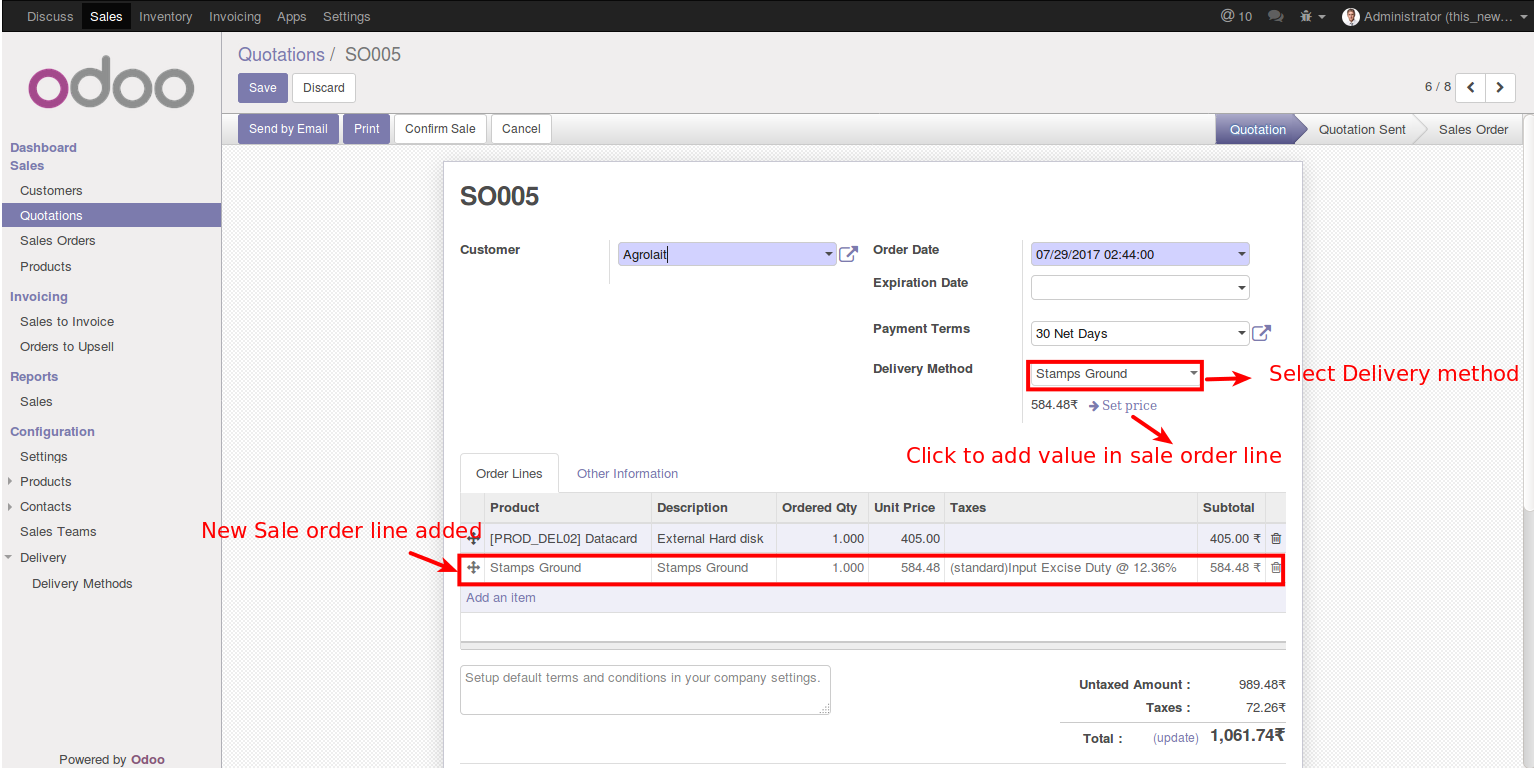 Discuss Sales Inventory Invoicing Apps Settings @ 10 Administrator (this_new...
odoo
Quotations / SO005
Save Discard
6 / 8
Send by Email Print Confirm Sale Cancel
Quotation Quotation Sent Sales Order
Dashboard
Sales
Customers
Quotations
Sales Orders
Products
Invoicing
Sales to Invoice
Orders to Upsell
Reports
Sales
Configuration
Settings
Products
Contacts
Sales Teams
Delivery
Delivery Methods
Powered by Odoo
SO005
Customer Agrolait
Order Date 07/29/2017 02:44:00
Expiration Date
Payment Terms 30 Net Days
Delivery Method Stamps Ground
Select Delivery method
584.48₹ Set price
Click to add value in sale order line
Order Lines Other Information
Product Description Ordered Qty Unit Price Taxes Subtotal
New Sale order line added
[PROD_DEL02] Datacard External Hard disk 1.000 405.00 405.00 ₹
Stamps Ground Stamps Ground 1.000 584.48 (standard)Input Excise Duty @ 12.36% 584.48 ₹
Add an item
Setup default terms and conditions in your company settings.
Untaxed Amount : 989.48₹
Taxes : 72.26₹
Total : (update) 1,061.74₹